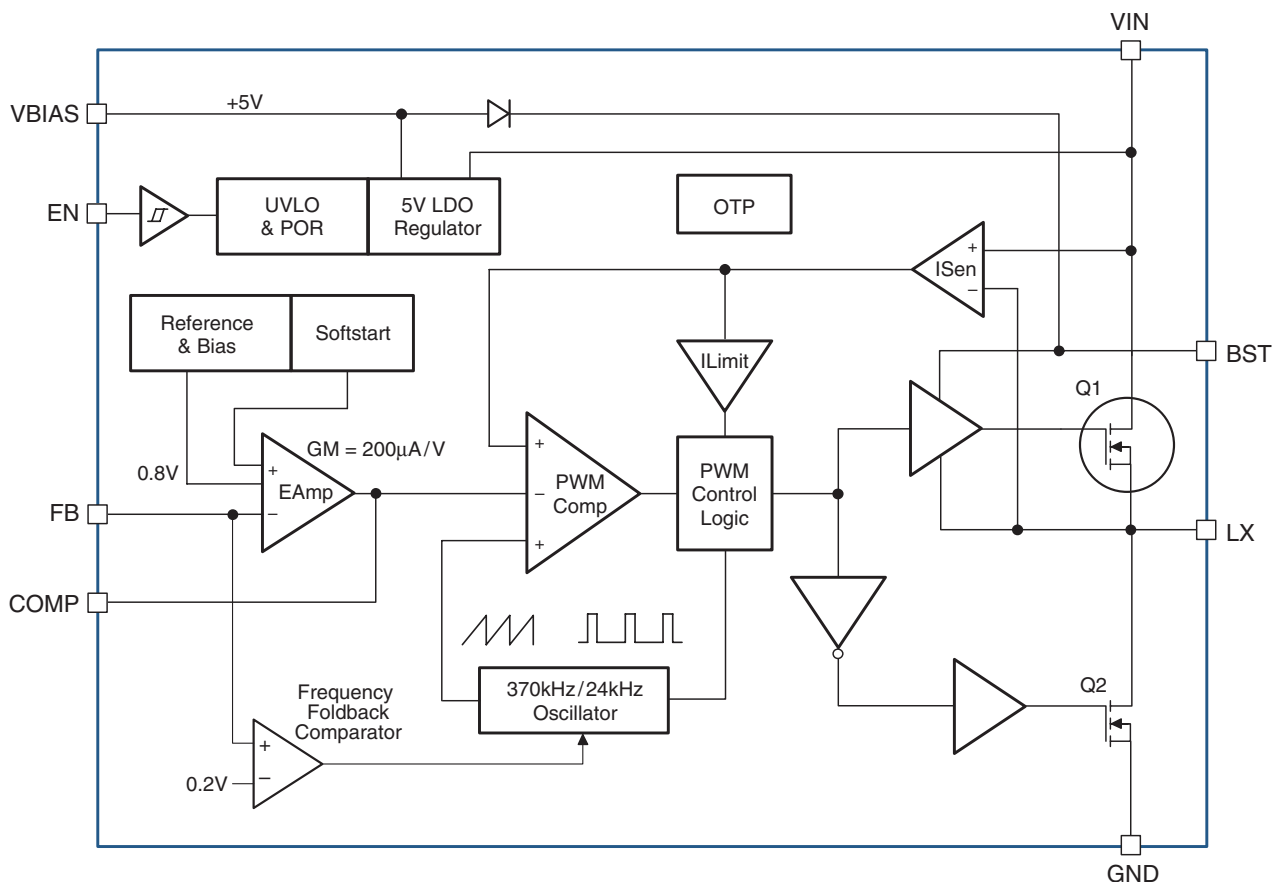 VIN
VBIAS
+5V
EN
UVLO
& POR
5V LDO
Regulator
OTP
+
ISen
−
Reference
& Bias
Softstart
ILimit
BST
Q1
GM = 200µA/V
0.8V
+
EAmp
−
+
−
PWM
Comp
+
PWM
Control
Logic
FB
LX
COMP
370kHz/24kHz
Oscillator
Frequency
Foldback
Comparator
+
0.2V
−
Q2
GND